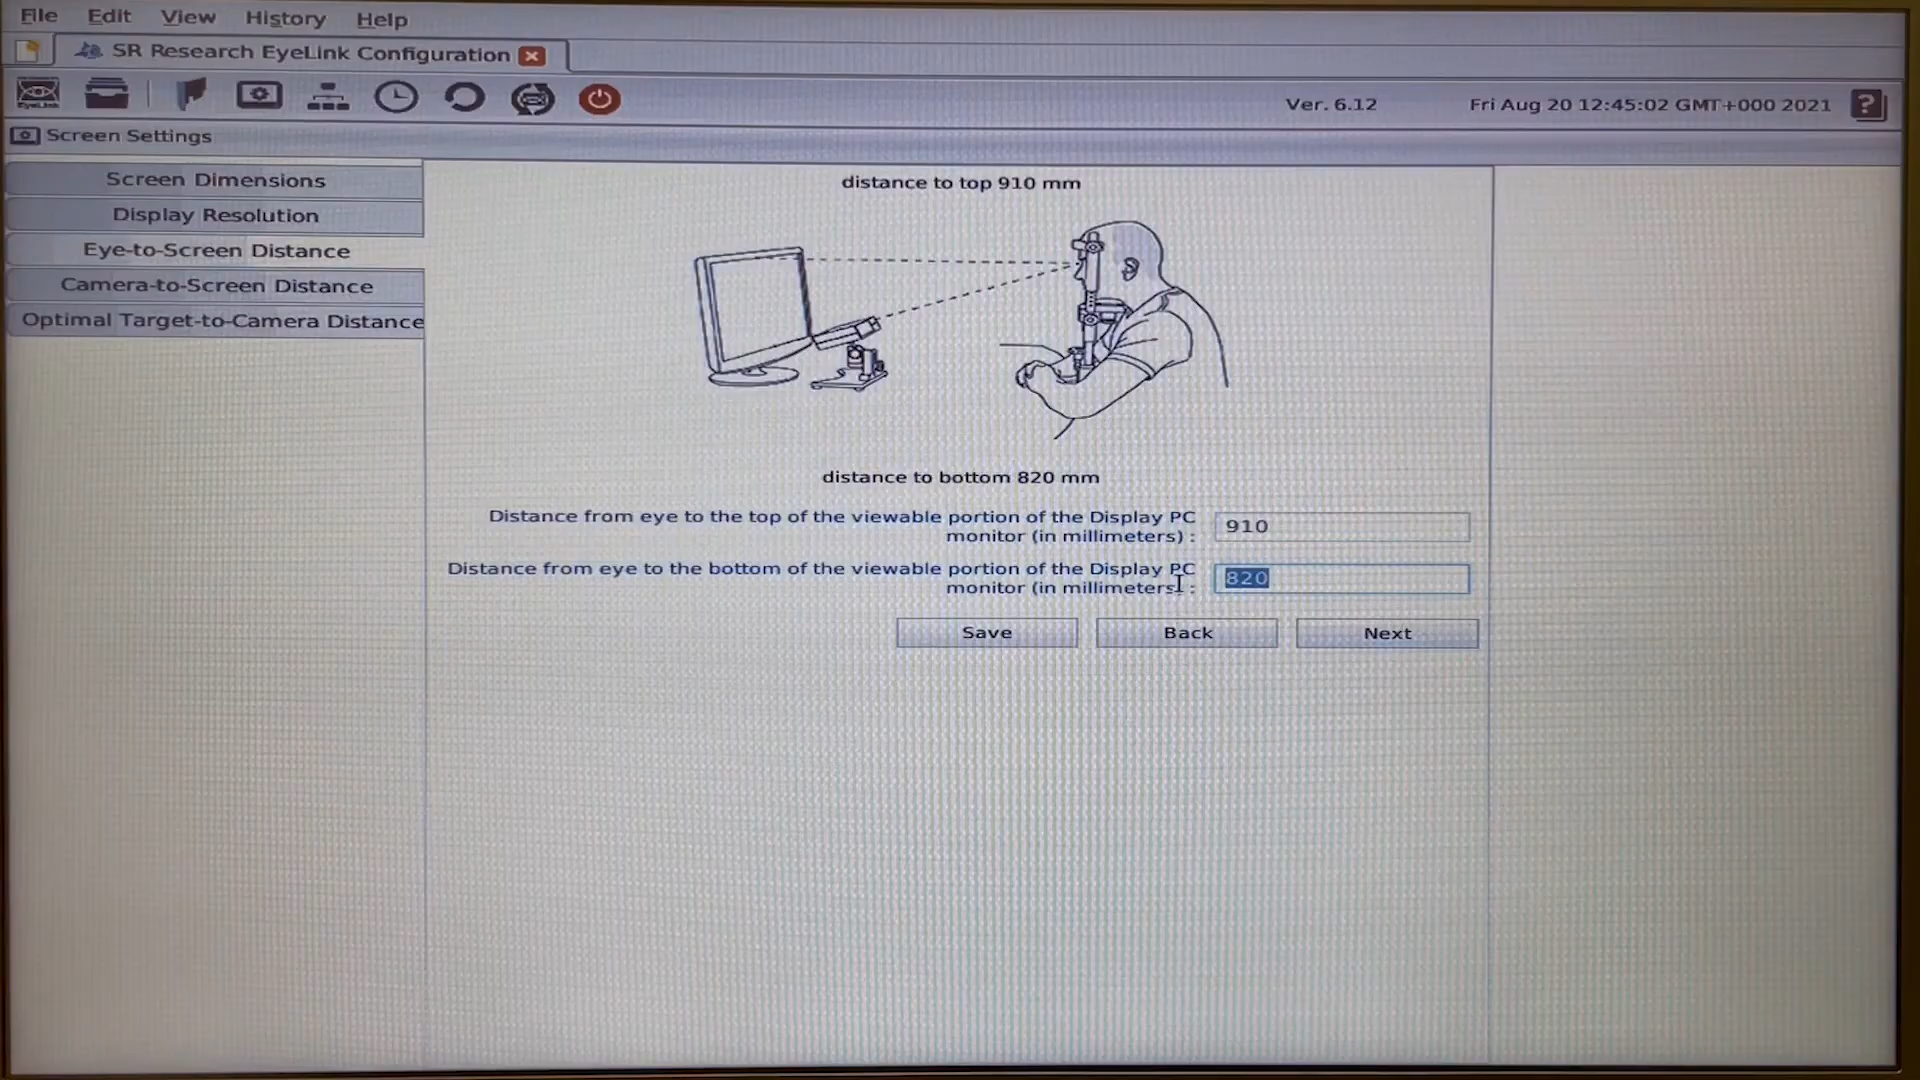 File Edit View History Help
SR Research EyeLink Configuration
EyeLink
Ver. 6.12 Fri Aug 20 12:45:02 GMT+000 2021 ?
Screen Settings
Screen Dimensions
Display Resolution
Eye-to-Screen Distance
Camera-to-Screen Distance
Optimal Target-to-Camera Distance
distance to top 910 mm
distance to bottom 820 mm
Distance from eye to the top of the viewable portion of the Display PC
monitor (in millimeters) : 910
Distance from eye to the bottom of the viewable portion of the Display PC
monitor (in millimeters) : 820
Save Back Next